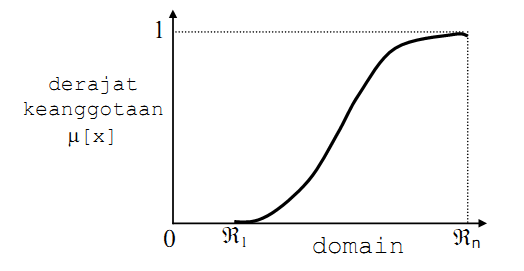 1
derajat
keanggotaan
μ[x]
0
ℜ1
domain
ℜn